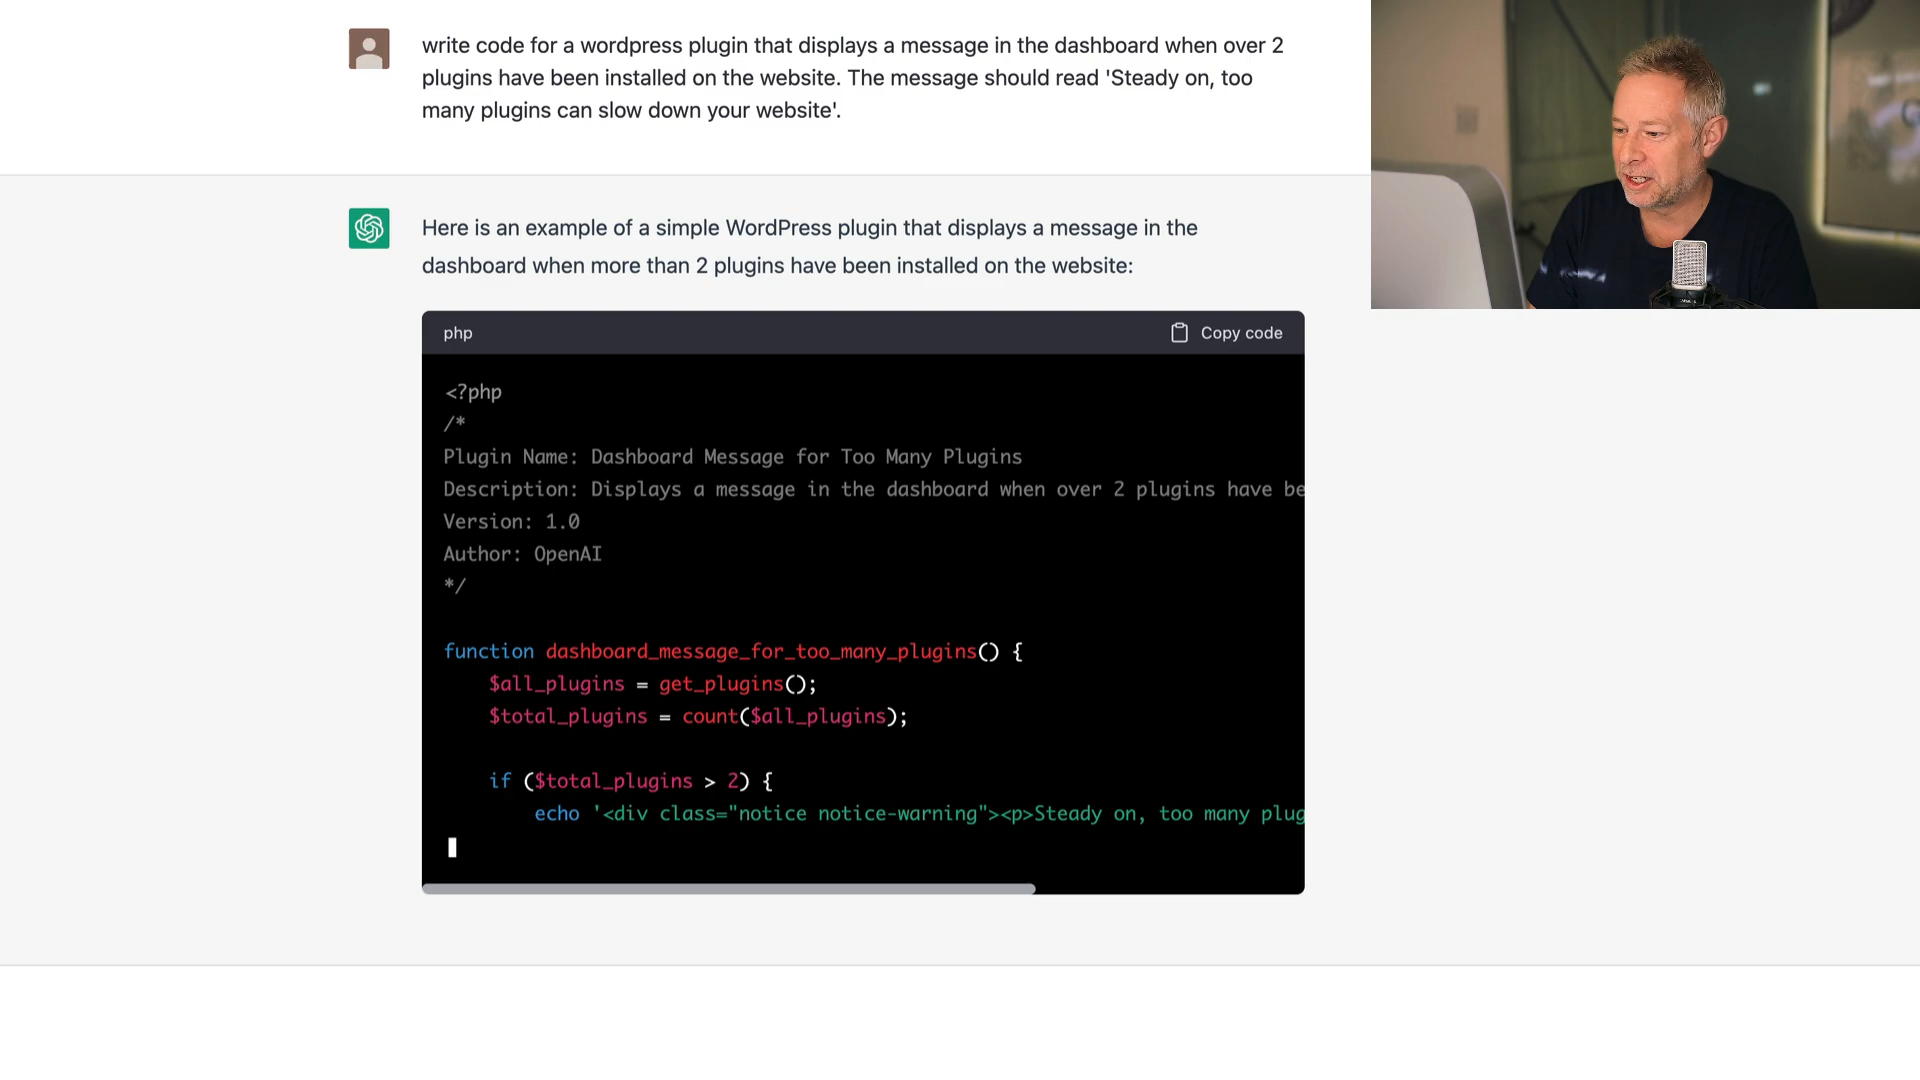 write code for a wordpress plugin that displays a message in the dashboard when over 2
plugins have been installed on the website. The message should read 'Steady on, too
many plugins can slow down your website'.
Here is an example of a simple WordPress plugin that displays a message in the
dashboard when more than 2 plugins have been installed on the website:
php
Copy code
<?php
/*
Plugin Name: Dashboard Message for Too Many Plugins
Description: Displays a message in the dashboard when over 2 plugins have be
Version: 1.0
Author: OpenAI
*/
function dashboard_message_for_too_many_plugins() {
$all_plugins = get_plugins();
$total_plugins = count($all_plugins);
if ($total_plugins > 2) {
echo '<div class="notice notice-warning"><p>Steady on, too many plug